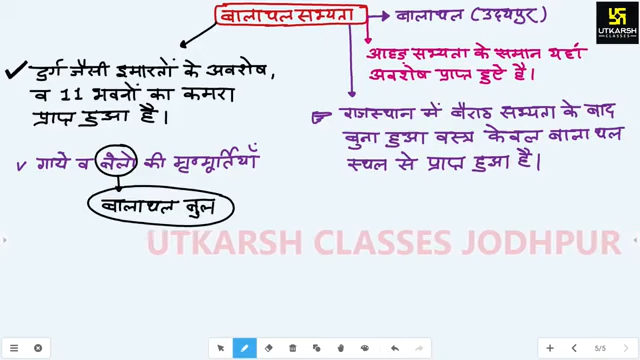 बालाथल सभ्यता
बालाथल (उदयपुर)
UTKARSH CLASSES
आहड़ सभ्यता के समान यहाँ
अवशेष प्राप्त हुए है।
दुर्ग जैसी इमारतों के अवशेष,
व 11 भवनों का कमरा
प्राप्त हुआ है।
राजस्थान में बैराठ सभ्यता के बाद
बुना हुआ वस्त्र केवल बालाथल
स्थल से प्राप्त हुआ है।
गाये व बैलो की मृण्मूर्तियाँ
बालाथल बुल
UTKARSH CLASSES JODHPUR
5/5